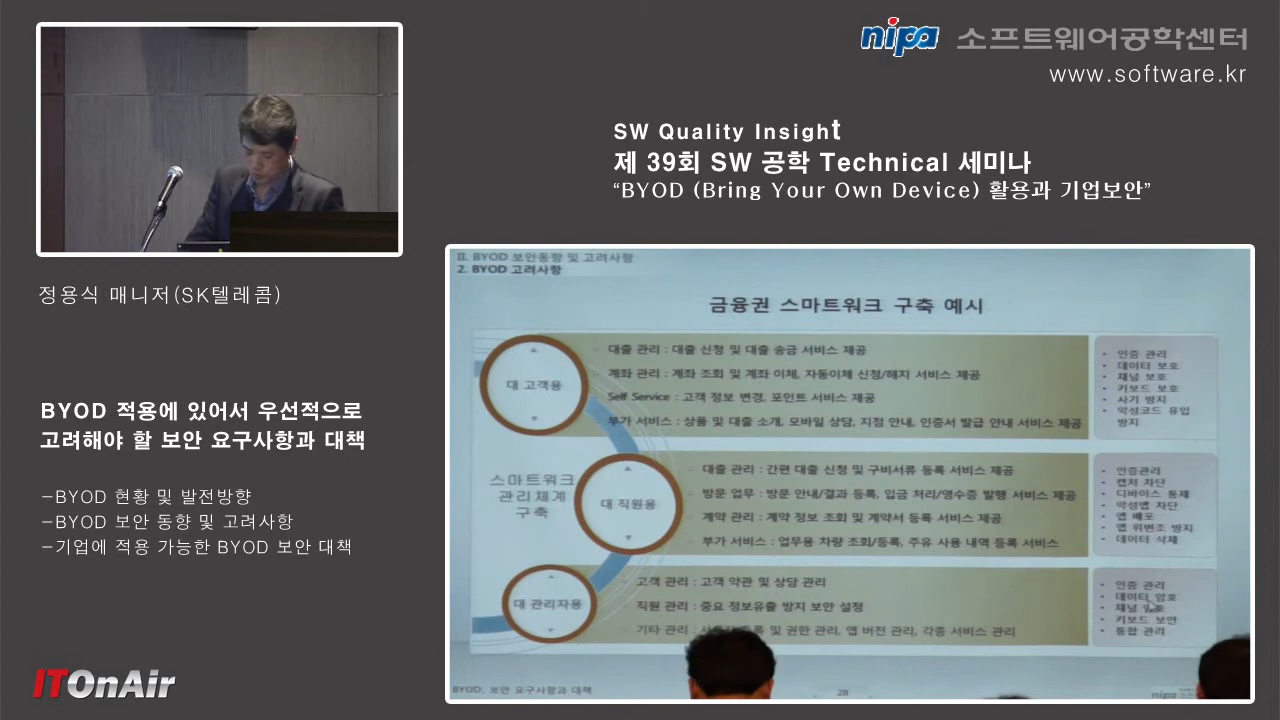 nipa 소프트웨어공학센터
www.software.kr
SW Quality Insight
제 39회 SW 공학 Technical 세미나
“BYOD (Bring Your Own Device) 활용과 기업보안”
정용식 매니저(SK텔레콤)
BYOD 적용에 있어서 우선적으로
고려해야 할 보안 요구사항과 대책
-BYOD 현황 및 발전방향
-BYOD 보안 동향 및 고려사항
-기업에 적용 가능한 BYOD 보안 대책
ITOnAir
II. BYOD 보안동향 및 고려사항
2. BYOD 고려사항
금융권 스마트워크 구축 예시
스마트워크
관리체계
구축
대 고객용
대출 관리 : 대출 신청 및 대출 송금 서비스 제공
계좌 관리 : 계좌 조회 및 계좌 이체, 자동이체 신청/해지 서비스 제공
Self Service : 고객 정보 변경, 포인트 서비스 제공
부가 서비스 : 상품 및 대출 소개, 모바일 상담, 지점 안내, 인증서 발급 안내 서비스 제공
• 인증 관리
• 데이터 보호
• 채널 보호
• 키보드 보호
• 사기 방지
• 악성코드 유입
방지
대 직원용
대출 관리 : 간편 대출 신청 및 구비서류 등록 서비스 제공
방문 업무 : 방문 안내/결과 등록, 입금 처리/영수증 발행 서비스 제공
계약 관리 : 계약 정보 조회 및 계약서 등록 서비스 제공
부가 서비스 : 업무용 차량 조회/등록, 주유 사용 내역 등록 서비스
• 인증관리
• 캡처 차단
• 디바이스 통제
• 악성앱 차단
• 앱 배포
• 앱 위변조 방지
• 데이터 삭제
대 관리자용
고객 관리 : 고객 약관 및 상담 관리
직원 관리 : 중요 정보유출 방지 보안 설정
기타 관리 : 등록 및 권한 관리, 앱 버전 관리, 각종 서비스 관리
• 인증 관리
• 데이터 암호
• 채널 암호
• 키보드 보안
• 통합 관리
BYOD, 보안 요구사항과 대책
28
nipa